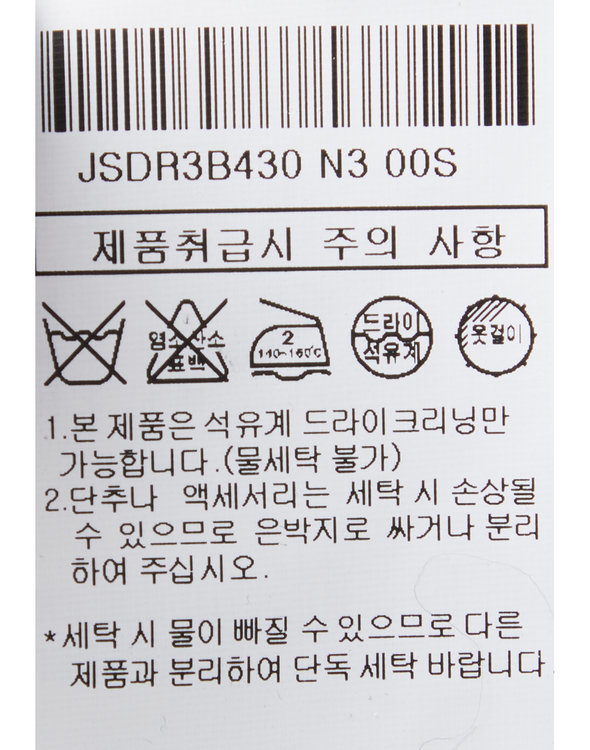 JSDR3B430 N3 00S
제품취급시 주의 사항
염소산소
표백
2
110~150℃
드라이
석유계
옷걸이
1.본 제품은 석유계 드라이크리닝만
가능합니다.(물세탁 불가)
2.단추나 액세서리는 세탁 시 손상될
수 있으므로 은박지로 싸거나 분리
하여 주십시오.
*세탁 시 물이 빠질 수 있으므로 다른
제품과 분리하여 단독 세탁 바랍니다